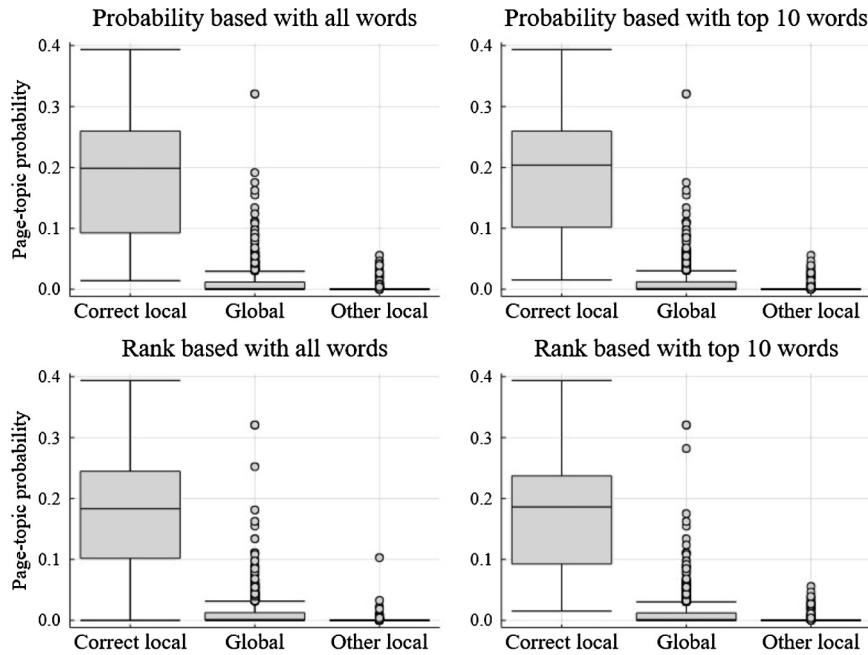 Probability based with all words
Probability based with top 10 words
Page-topic probability
0.4
0.3
0.2
0.1
0.0
Correct local Global Other local
0.4
0.3
0.2
0.1
0.0
Correct local Global Other local
Rank based with all words
Rank based with top 10 words
Page-topic probability
0.4
0.3
0.2
0.1
0.0
Correct local Global Other local
0.4
0.3
0.2
0.1
0.0
Correct local Global Other local